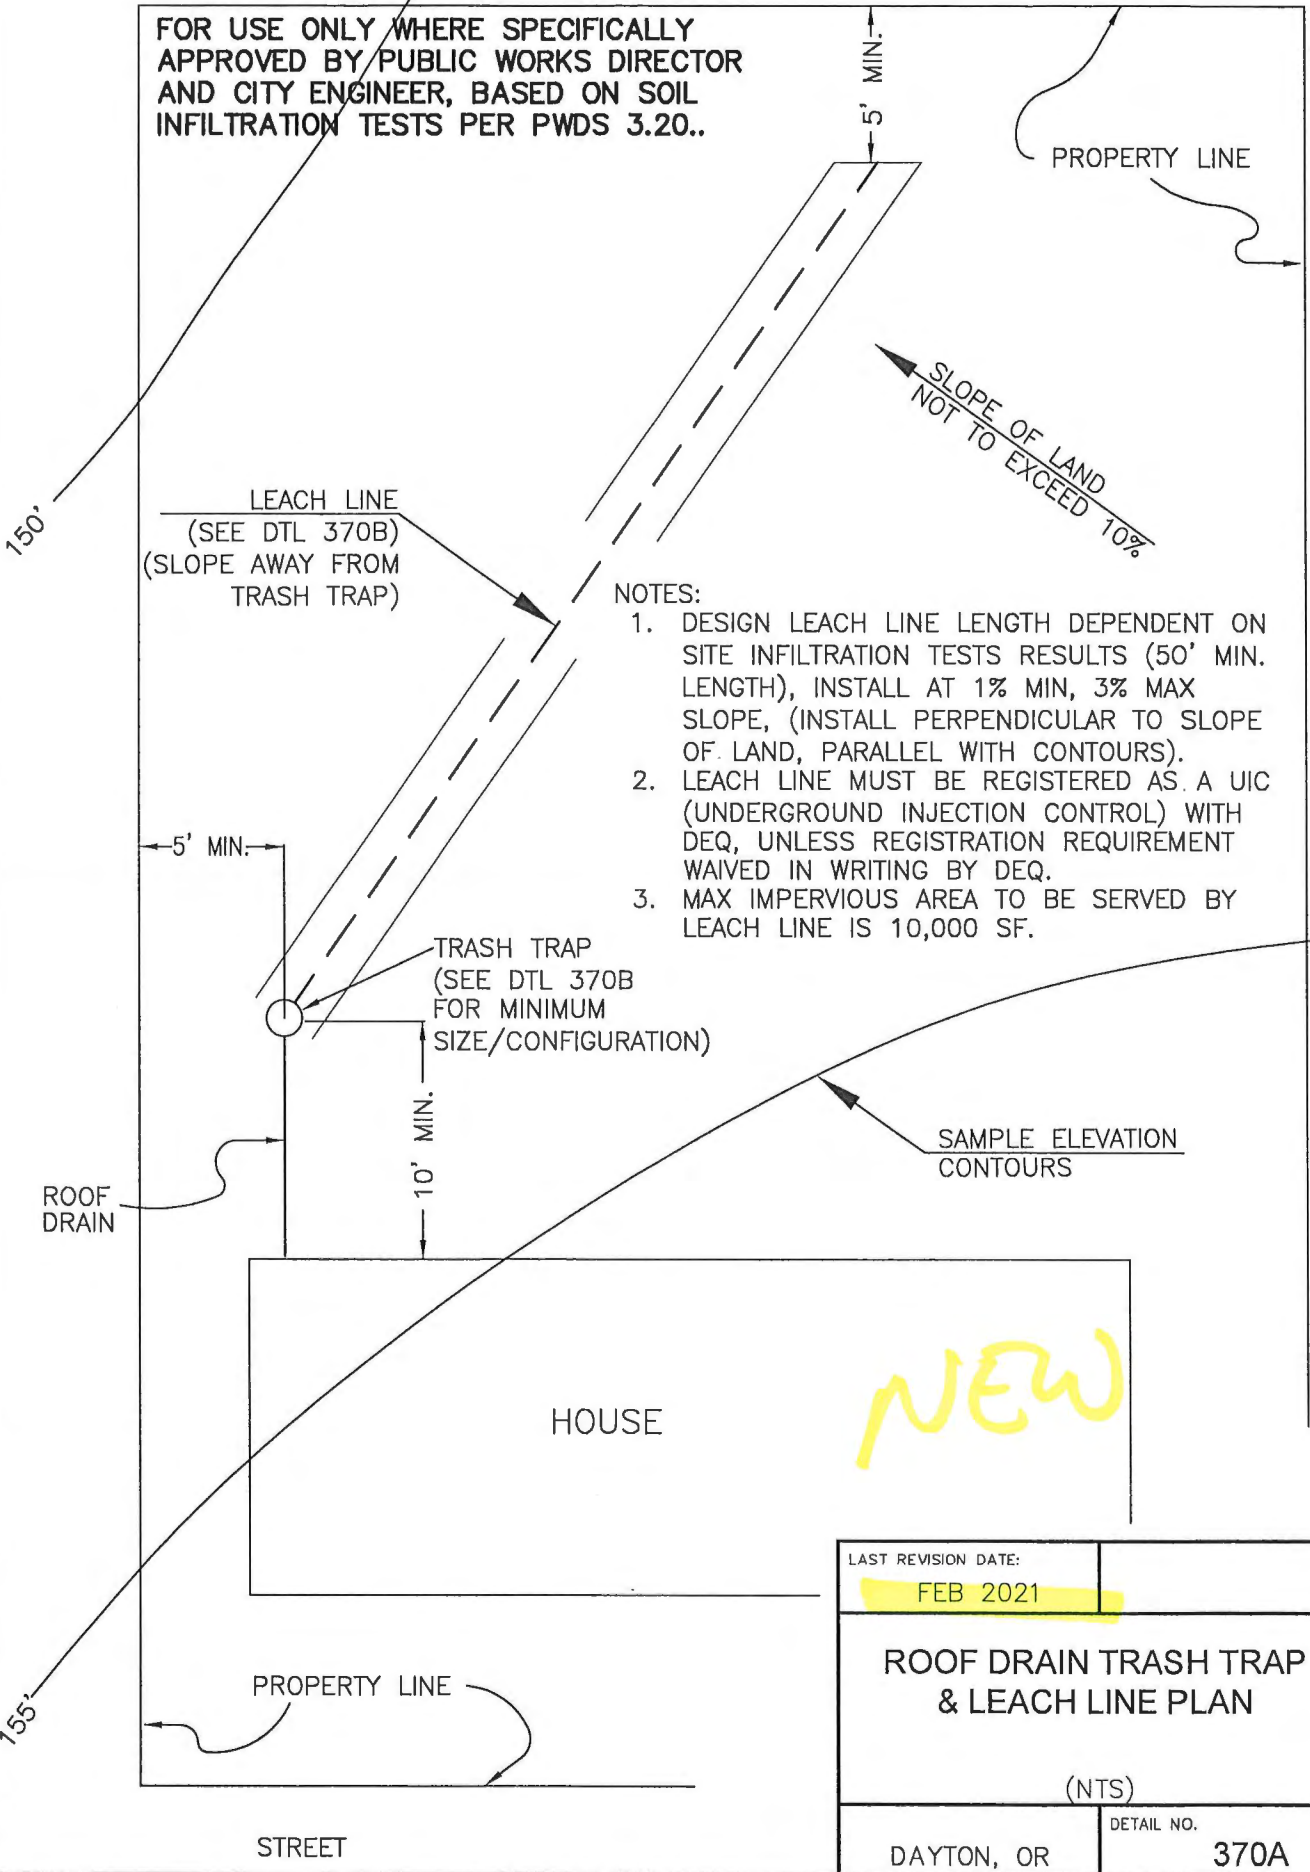 FOR USE ONLY WHERE SPECIFICALLY
APPROVED BY PUBLIC WORKS DIRECTOR
AND CITY ENGINEER, BASED ON SOIL
INFILTRATION TESTS PER PWDS 3.20..
5' MIN.
PROPERTY LINE
SLOPE OF LAND
NOT TO EXCEED 10%
150'
LEACH LINE
(SEE DTL 370B)
(SLOPE AWAY FROM
TRASH TRAP)
NOTES:
1. DESIGN LEACH LINE LENGTH DEPENDENT ON
SITE INFILTRATION TESTS RESULTS (50' MIN.
LENGTH), INSTALL AT 1% MIN, 3% MAX
SLOPE, (INSTALL PERPENDICULAR TO SLOPE
OF LAND, PARALLEL WITH CONTOURS).
2. LEACH LINE MUST BE REGISTERED AS A UIC
(UNDERGROUND INJECTION CONTROL) WITH
DEQ, UNLESS REGISTRATION REQUIREMENT
WAIVED IN WRITING BY DEQ.
3. MAX IMPERVIOUS AREA TO BE SERVED BY
LEACH LINE IS 10,000 SF.
5' MIN.
TRASH TRAP
(SEE DTL 370B
FOR MINIMUM
SIZE/CONFIGURATION)
10' MIN.
SAMPLE ELEVATION
CONTOURS
ROOF
DRAIN
HOUSE
NEW
155'
PROPERTY LINE
STREET
LAST REVISION DATE:
FEB 2021
ROOF DRAIN TRASH TRAP
& LEACH LINE PLAN
(NTS)
DAYTON, OR
DETAIL NO.
370A